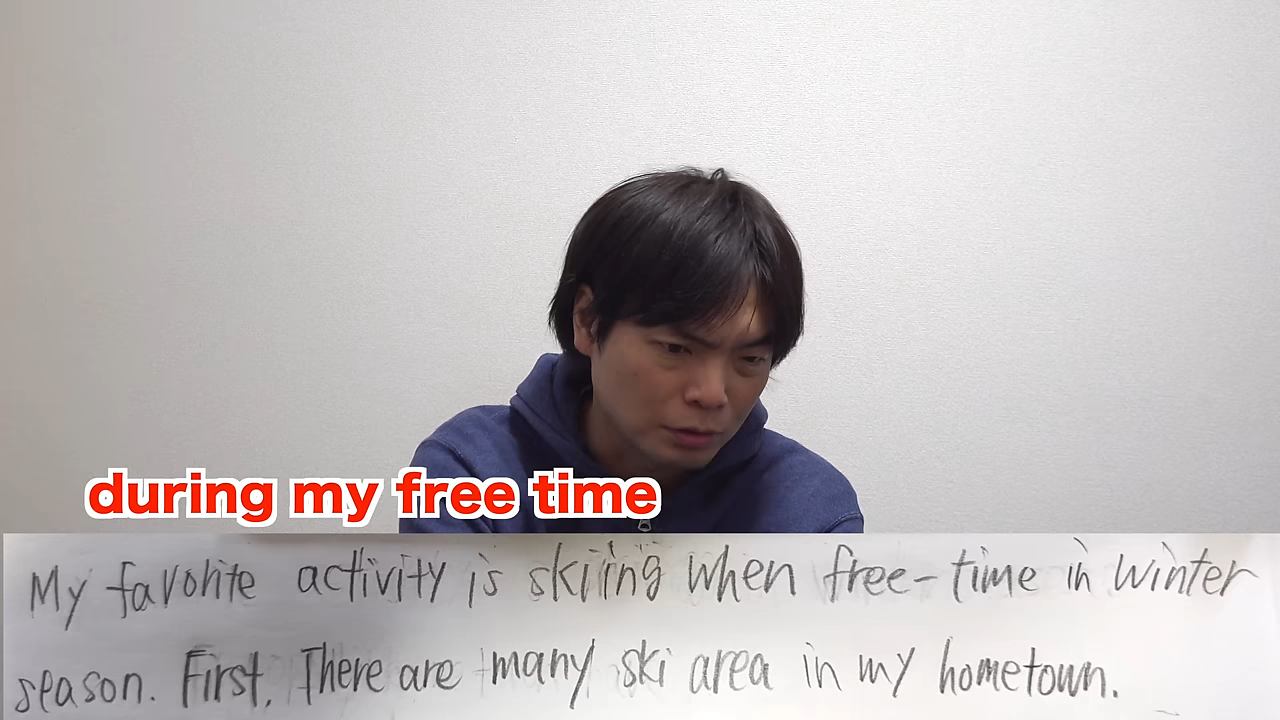 during my free time
My favorite activity is skiing when free-time in winter
season. First, There are many ski area in my hometown.